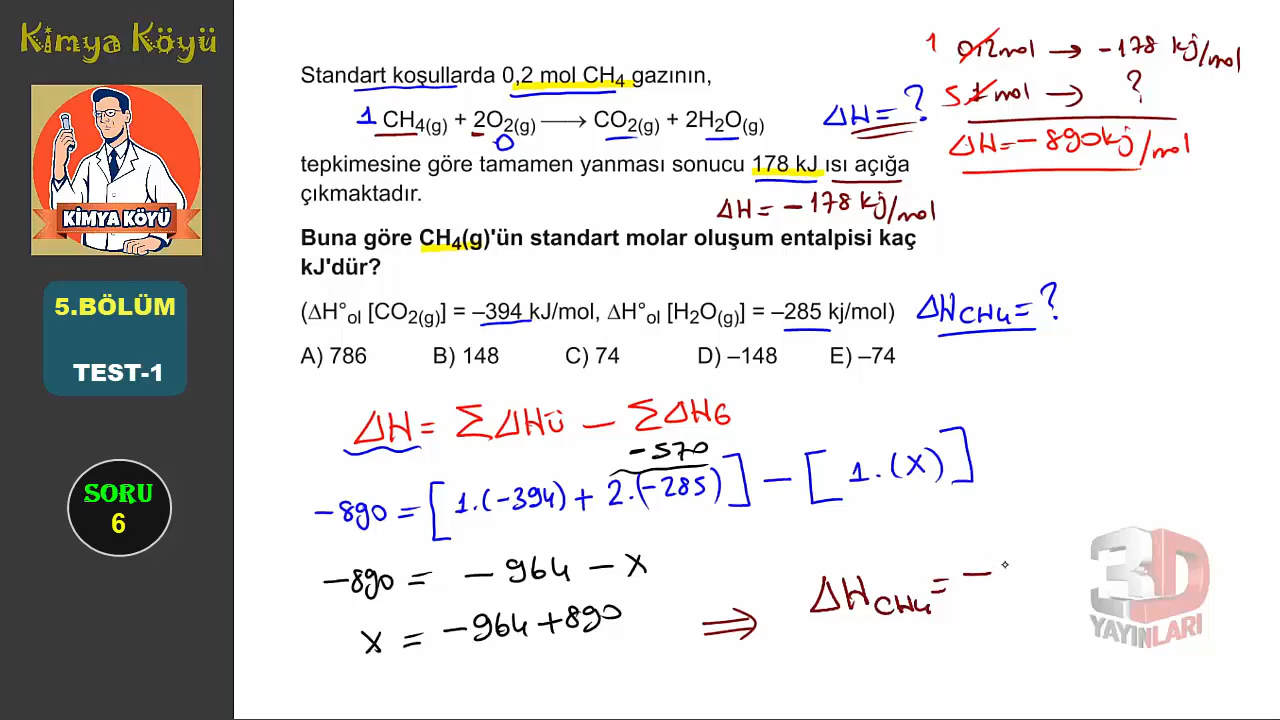 Kimya Köyü
KİMYA KÖYÜ
5.BÖLÜM
TEST-1
SORU
6
Standart koşullarda 0,2 mol CH4 gazının,
1 CH4(g) + 2O2(g) ⟶ CO2(g) + 2H2O(g)
0
ΔH = ?
tepkimesine göre tamamen yanması sonucu 178 kJ ısı açığa
çıkmaktadır.
ΔH = -178 kj/mol
1 0,2mol → -178 kj/mol
5. 1 mol → ?
ΔH = -890kj/mol
Buna göre CH4(g)'ün standart molar oluşum entalpisi kaç
kJ'dür?
(ΔH°ol [CO2(g)] = –394 kJ/mol, ΔH°ol [H2O(g)] = –285 kj/mol)
ΔHCH4 = ?
A) 786 B) 148 C) 74 D) –148 E) –74
ΔH = ΣΔHü - ΣΔHG
-570
-890 = [1.(-394) + 2.(-285)] - [1.(x)]
-890 = -964 - x
x = -964 + 890
⇒ ΔHCH4 = -
3D
YAYINLARI